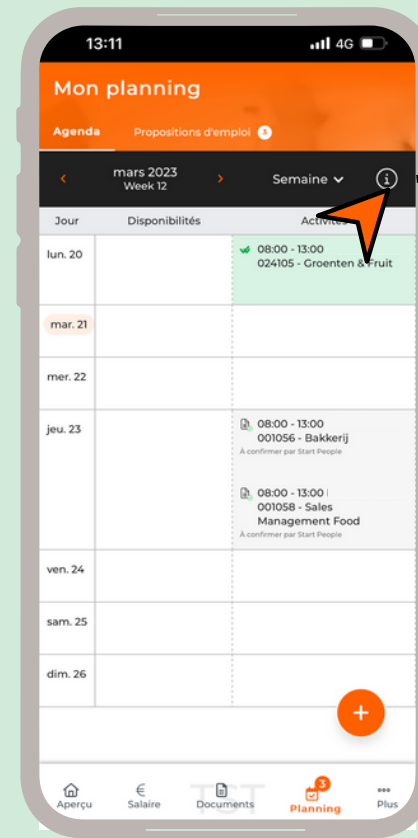 13:11
4G
Mon planning
Agenda
Propositions d'emploi 3
mars 2023
Week 12
Semaine
i
Jour
Disponibilités
Activités
lun. 20
08:00 - 13:00
024105 - Groenten & Fruit
mar. 21
mer. 22
jeu. 23
08:00 - 13:00
001056 - Bakkerij
À confirmer par Start People
08:00 - 13:00
001058 - Sales
Management Food
À confirmer par Start People
ven. 24
sam. 25
dim. 26
+
TST
3
Aperçu
€
Salaire
Documents
Planning
Plus